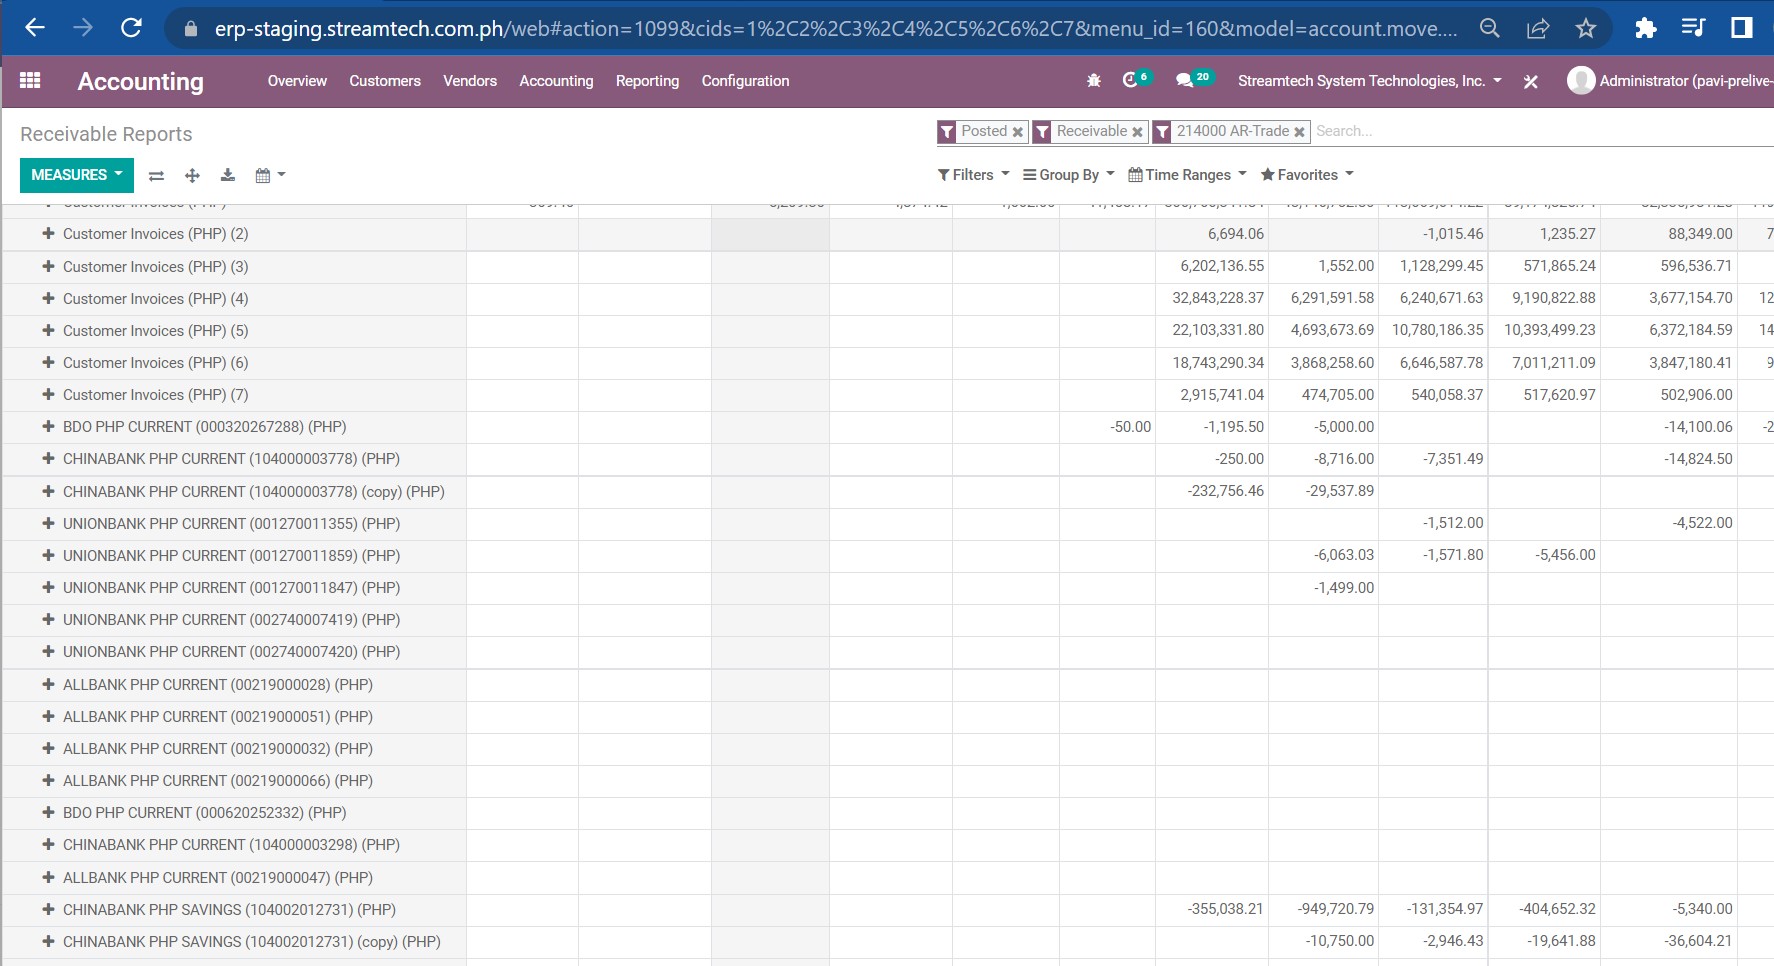 erp-staging.streamtech.com.ph/web#action=1099&cids=1%2C2%2C3%2C4%2C5%2C6%2C7&menu_id=160&model=account.move....
Accounting Overview Customers Vendors Accounting Reporting Configuration 6 20 Streamtech System Technologies, Inc. Administrator (pavi-prelive-
Receivable Reports Posted Receivable 214000 AR-Trade Search...
MEASURES Filters Group By Time Ranges Favorites
Customer Invoices (PHP)
Customer Invoices (PHP) (2) 6,694.06 -1,015.46 1,235.27 88,349.00 7
Customer Invoices (PHP) (3) 6,202,136.55 1,552.00 1,128,299.45 571,865.24 596,536.71
Customer Invoices (PHP) (4) 32,843,228.37 6,291,591.58 6,240,671.63 9,190,822.88 3,677,154.70 12
Customer Invoices (PHP) (5) 22,103,331.80 4,693,673.69 10,780,186.35 10,393,499.23 6,372,184.59 14
Customer Invoices (PHP) (6) 18,743,290.34 3,868,258.60 6,646,587.78 7,011,211.09 3,847,180.41 9
Customer Invoices (PHP) (7) 2,915,741.04 474,705.00 540,058.37 517,620.97 502,906.00
BDO PHP CURRENT (000320267288) (PHP) -50.00 -1,195.50 -5,000.00 -14,100.06 -2
CHINABANK PHP CURRENT (104000003778) (PHP) -250.00 -8,716.00 -7,351.49 -14,824.50
CHINABANK PHP CURRENT (104000003778) (copy) (PHP) -232,756.46 -29,537.89
UNIONBANK PHP CURRENT (001270011355) (PHP) -1,512.00 -4,522.00
UNIONBANK PHP CURRENT (001270011859) (PHP) -6,063.03 -1,571.80 -5,456.00
UNIONBANK PHP CURRENT (001270011847) (PHP) -1,499.00
UNIONBANK PHP CURRENT (002740007419) (PHP)
UNIONBANK PHP CURRENT (002740007420) (PHP)
ALLBANK PHP CURRENT (00219000028) (PHP)
ALLBANK PHP CURRENT (00219000051) (PHP)
ALLBANK PHP CURRENT (00219000032) (PHP)
ALLBANK PHP CURRENT (00219000066) (PHP)
BDO PHP CURRENT (000620252332) (PHP)
CHINABANK PHP CURRENT (104000003298) (PHP)
ALLBANK PHP CURRENT (00219000047) (PHP)
CHINABANK PHP SAVINGS (104002012731) (PHP) -355,038.21 -949,720.79 -131,354.97 -404,652.32 -5,340.00
CHINABANK PHP SAVINGS (104002012731) (copy) (PHP) -10,750.00 -2,946.43 -19,641.88 -36,604.21